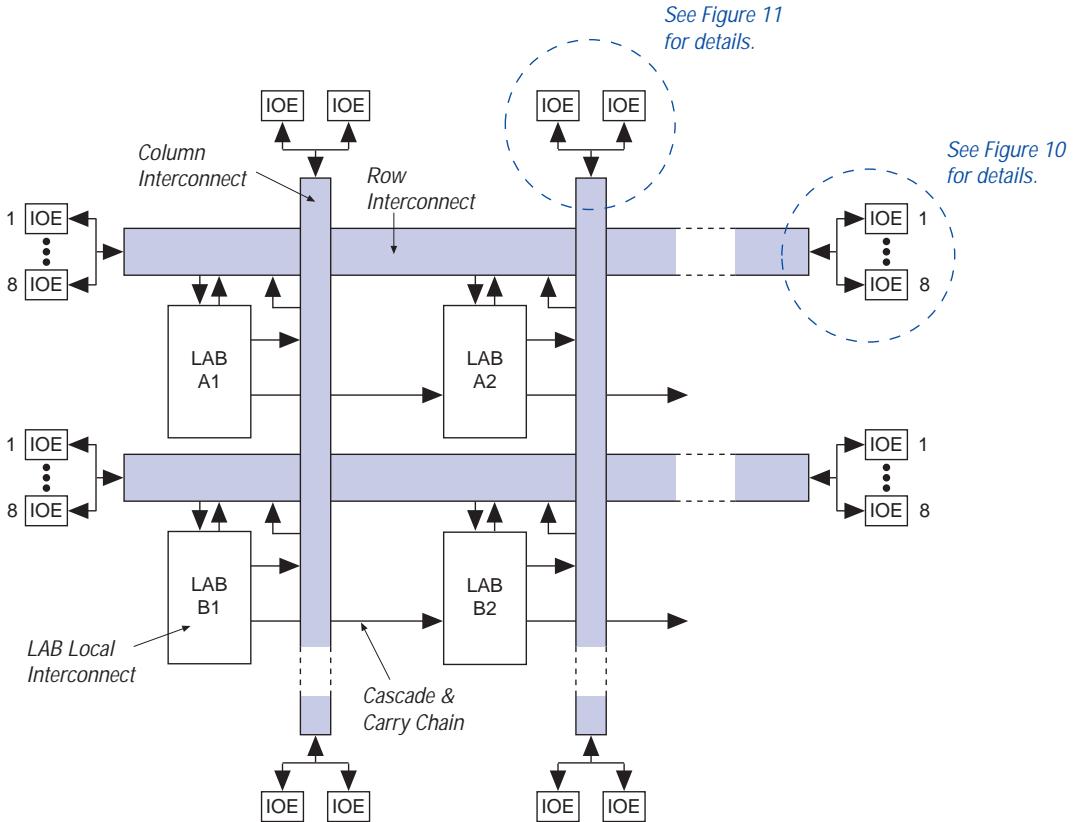 See Figure 11
for details.
IOE IOE IOE IOE
Column
Interconnect
Row
Interconnect
See Figure 10
for details.
1 IOE IOE 1
8 IOE IOE 8
LAB
A1
LAB
A2
1 IOE IOE 1
8 IOE IOE 8
LAB
B1
LAB
B2
LAB Local
Interconnect
Cascade &
Carry Chain
IOE IOE IOE IOE